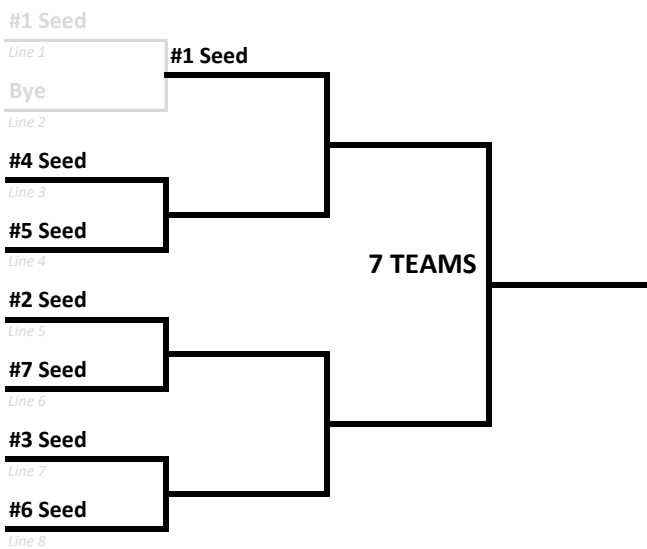 #1 Seed
Line 1
#1 Seed
Bye
Line 2
#4 Seed
Line 3
#5 Seed
Line 4
7 TEAMS
#2 Seed
Line 5
#7 Seed
Line 6
#3 Seed
Line 7
#6 Seed
Line 8